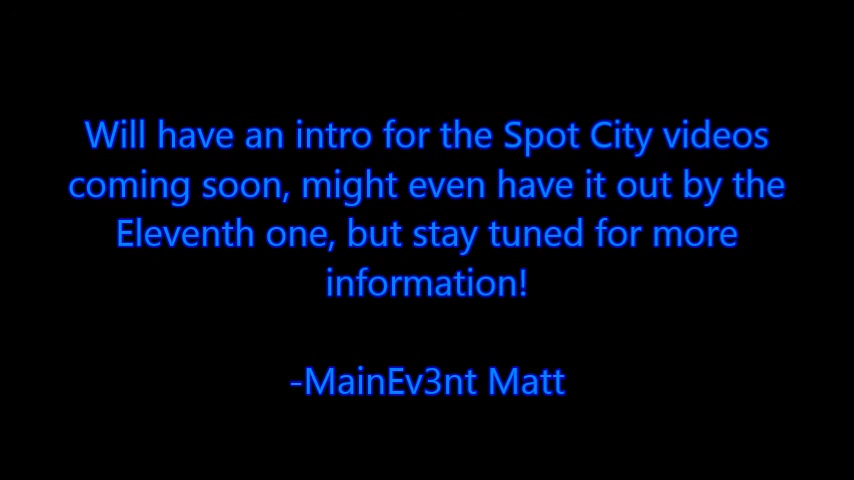 Will have an intro for the Spot City videos
coming soon, might even have it out by the
Eleventh one, but stay tuned for more
information!
-MainEv3nt Matt